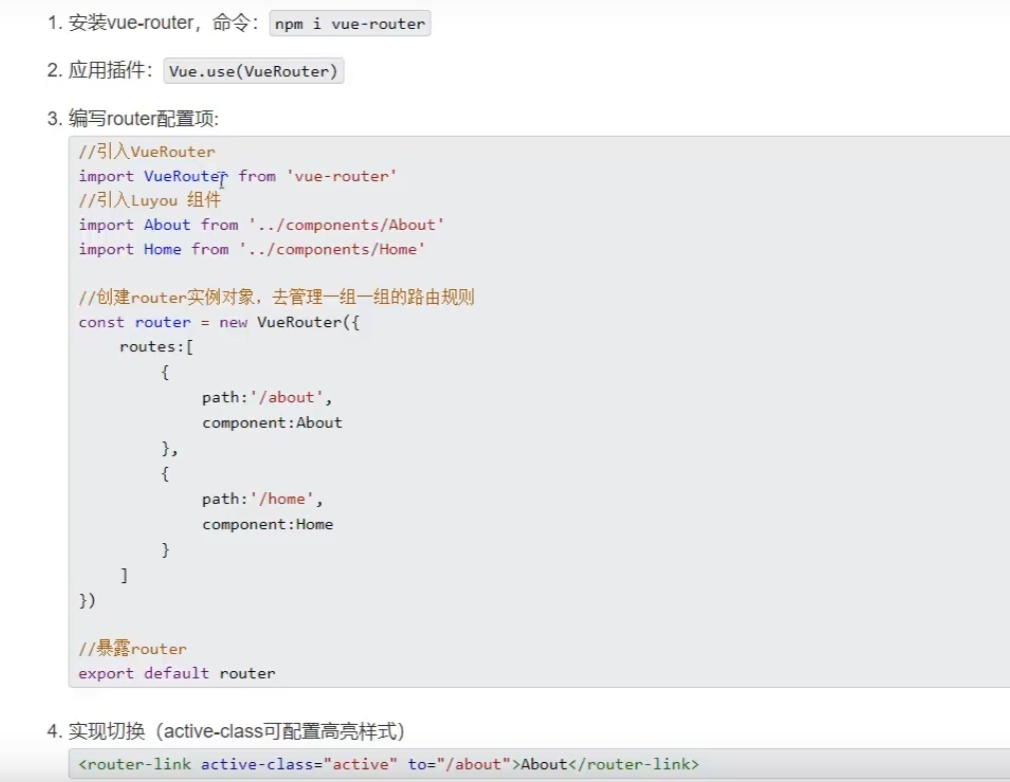 1. 安装vue-router，命令： npm i vue-router
2. 应用插件： Vue.use(VueRouter)
3. 编写router配置项:
//引入VueRouter
import VueRouter from 'vue-router'
//引入Luyou 组件
import About from '../components/About'
import Home from '../components/Home'
//创建router实例对象，去管理一组一组的路由规则
const router = new VueRouter({
routes:[
{
path:'/about',
component:About
},
{
path:'/home',
component:Home
}
]
})
//暴露router
export default router
4. 实现切换（active-class可配置高亮样式）
<router-link active-class="active" to="/about">About</router-link>